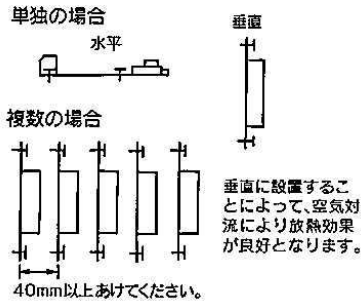 単独の場合
水平
垂直
複数の場合
垂直に設置するこ
とによって、空気対
流により放熱効果
が良好となります。
40mm以上あけてください。